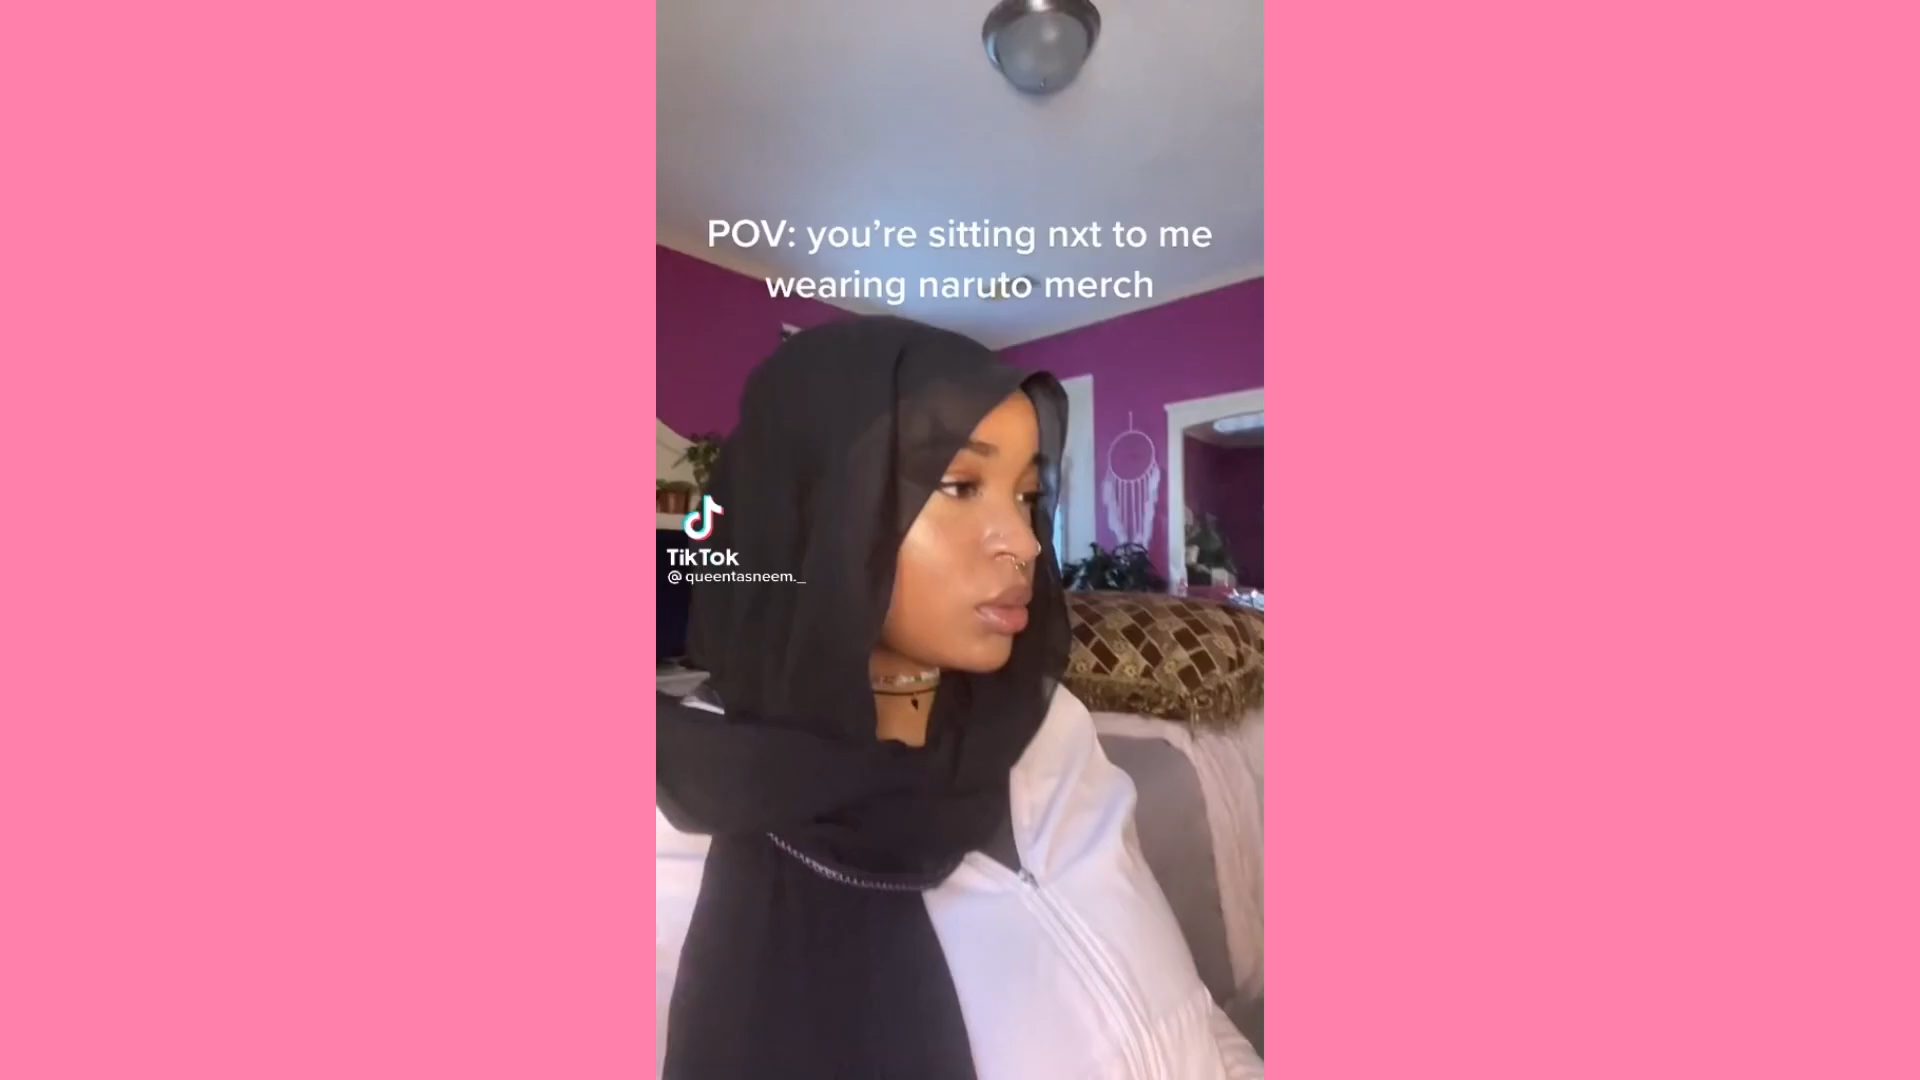 POV: you’re sitting nxt to me
wearing naruto merch
TikTok
@queentasneem._